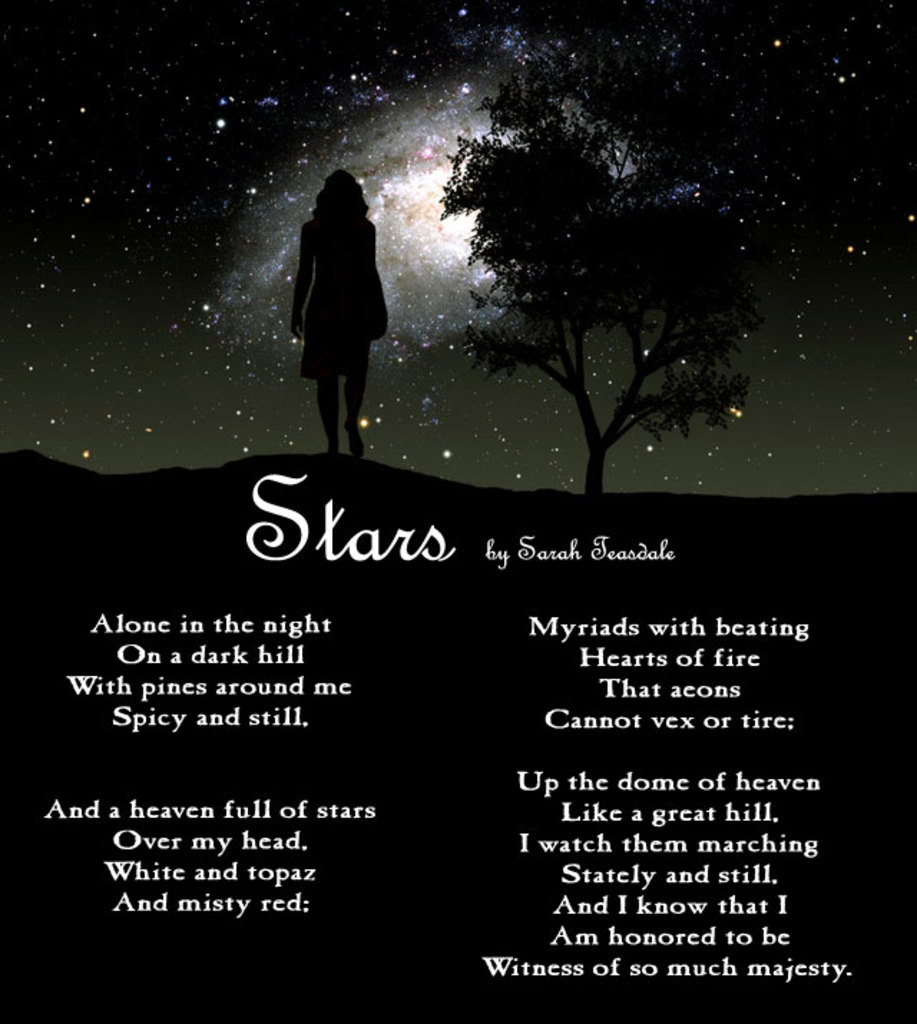 Stars by Sarah Teasdale
Alone in the night
On a dark hill
With pines around me
Spicy and still,
And a heaven full of stars
Over my head,
White and topaz
And misty red;
Myriads with beating
Hearts of fire
That aeons
Cannot vex or tire;
Up the dome of heaven
Like a great hill,
I watch them marching
Stately and still,
And I know that I
Am honored to be
Witness of so much majesty.